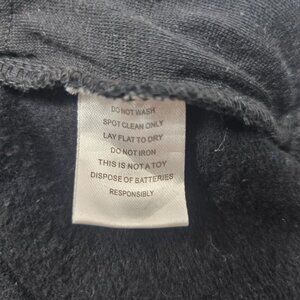 DO NOT WASH
SPOT CLEAN ONLY
LAY FLAT TO DRY
DO NOT IRON
THIS IS NOT A TOY
DISPOSE OF BATTERIES
RESPONSIBLY